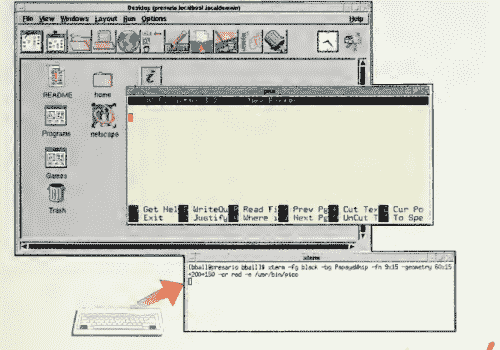 Desktop (presario.localhost.localdomain)
File View Windows Layout Run Options Help
README
home
Programs
netscape
Games
Trash
pico
Get Hel WriteOu Read Fi Prev Pg Cut Tex Cur Po
Exit Justify Where i Next Pg UnCut T To Spe
xterm
[bball@presario bball]$ xterm -fg black -bg PapayaWhip -fn 9x15 -geometry 60x15
+200+150 -cr red -e /usr/bin/pico